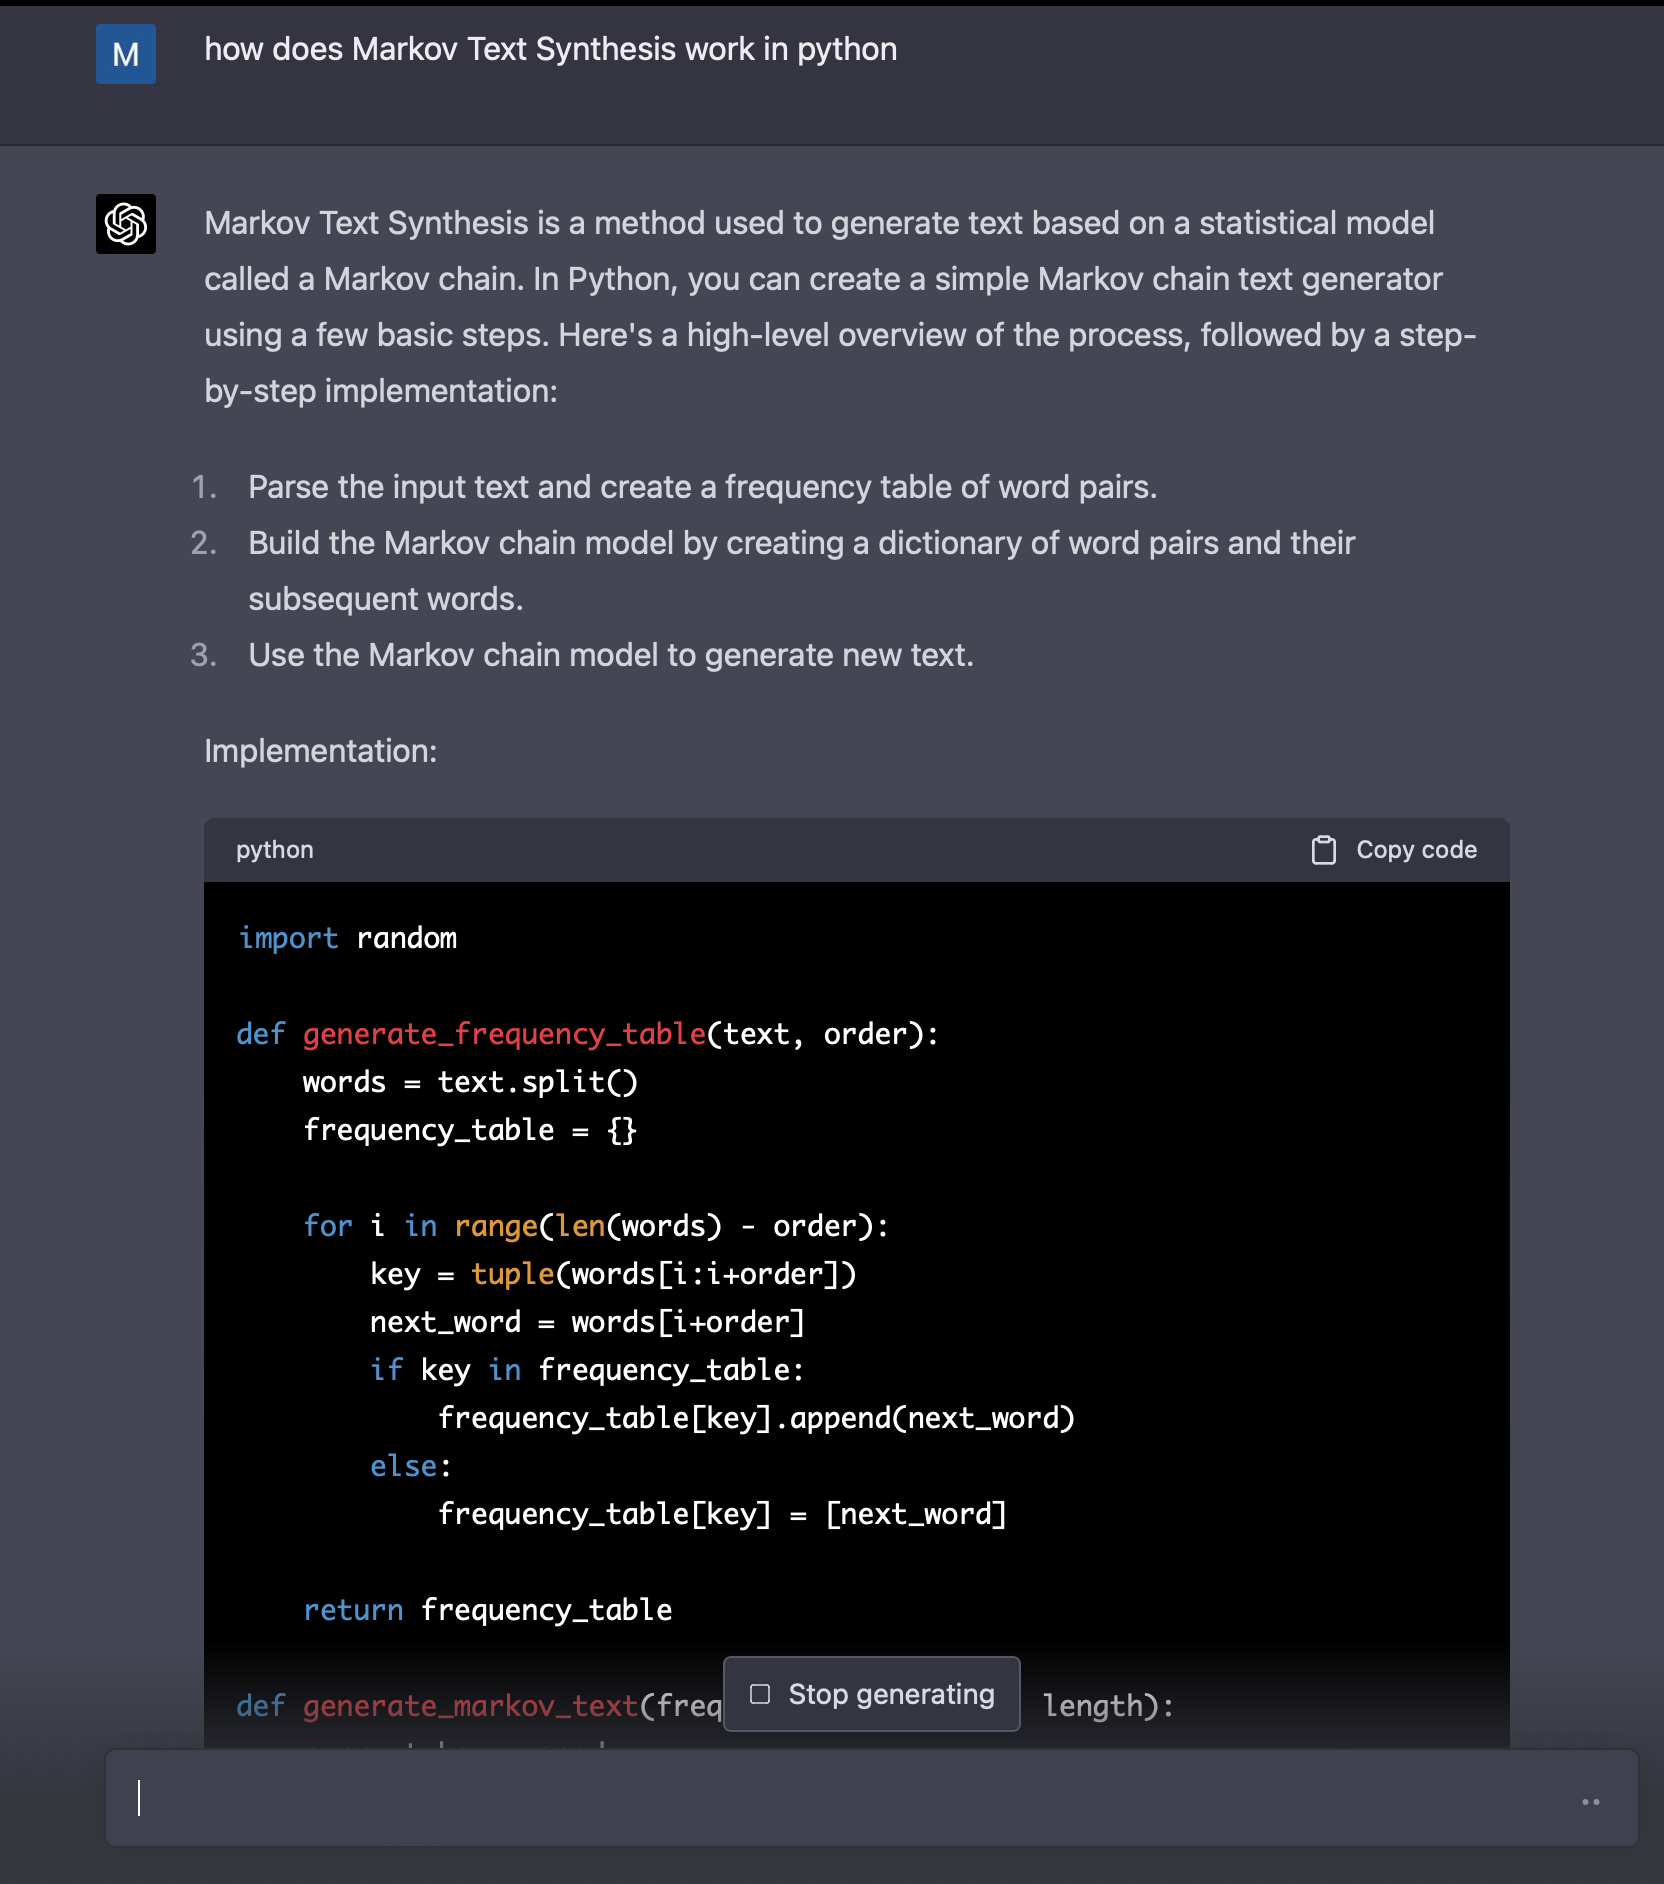 M
how does Markov Text Synthesis work in python
Markov Text Synthesis is a method used to generate text based on a statistical model
called a Markov chain. In Python, you can create a simple Markov chain text generator
using a few basic steps. Here's a high-level overview of the process, followed by a step-
by-step implementation:
1. Parse the input text and create a frequency table of word pairs.
2. Build the Markov chain model by creating a dictionary of word pairs and their
subsequent words.
3. Use the Markov chain model to generate new text.
Implementation:
python
Copy code
import random
def generate_frequency_table(text, order):
    words = text.split()
    frequency_table = {}
    for i in range(len(words) - order):
        key = tuple(words[i:i+order])
        next_word = words[i+order]
        if key in frequency_table:
            frequency_table[key].append(next_word)
        else:
            frequency_table[key] = [next_word]
    return frequency_table
def generate_markov_text(freq length):
Stop generating